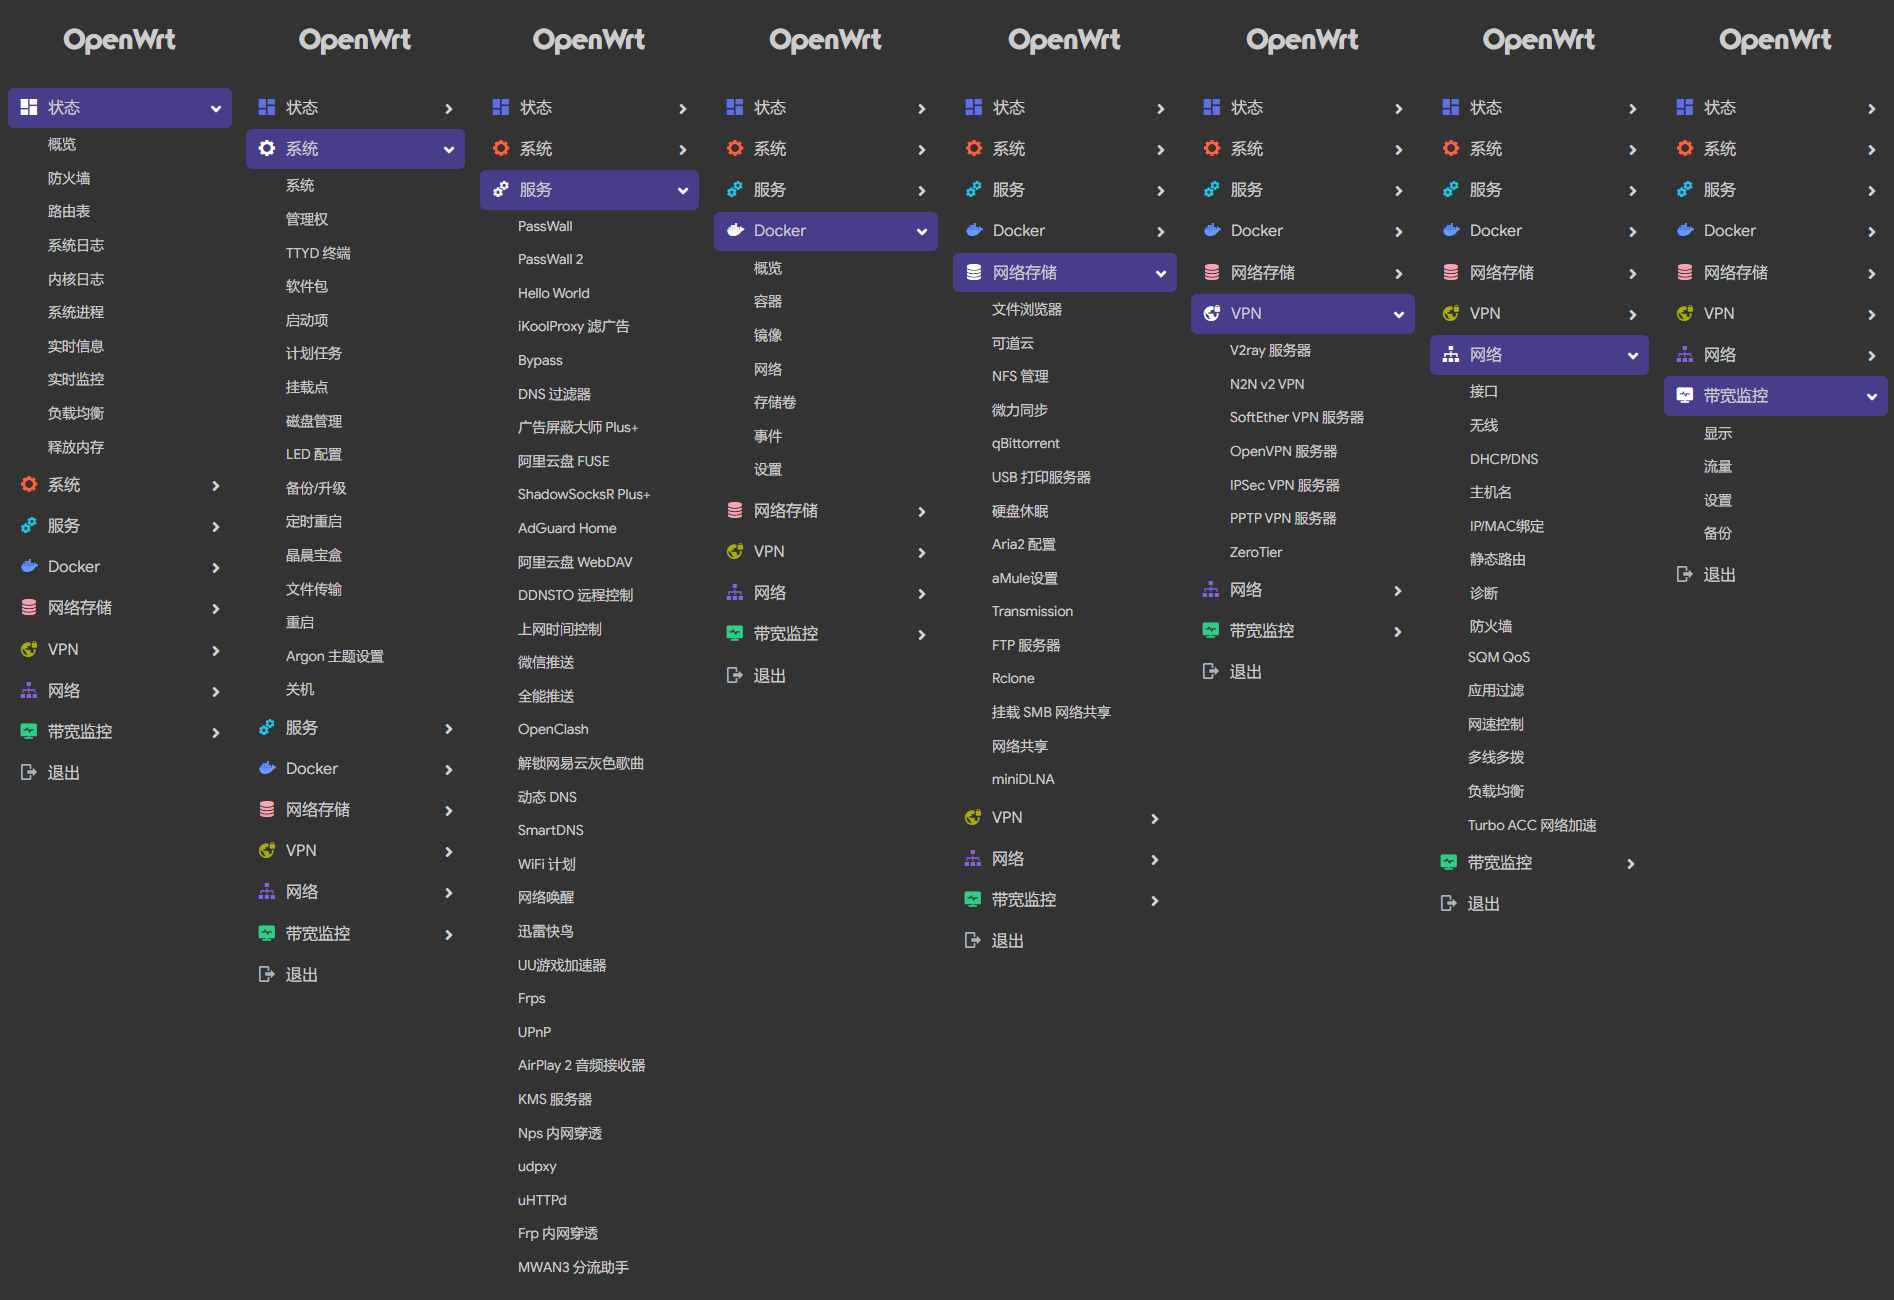 OpenWrt
状态
概览
防火墙
路由表
系统日志
内核日志
系统进程
实时信息
实时监控
负载均衡
释放内存
系统
服务
Docker
网络存储
VPN
网络
带宽监控
退出
OpenWrt
状态
系统
系统
管理权
TTYD 终端
软件包
启动项
计划任务
挂载点
磁盘管理
LED 配置
备份/升级
定时重启
晶晨宝盒
文件传输
重启
Argon 主题设置
关机
服务
Docker
网络存储
VPN
网络
带宽监控
退出
OpenWrt
状态
系统
服务
PassWall
PassWall 2
Hello World
iKoolProxy 滤广告
Bypass
DNS 过滤器
广告屏蔽大师 Plus+
阿里云盘 FUSE
ShadowSocksR Plus+
AdGuard Home
阿里云盘 WebDAV
DDNSTO 远程控制
上网时间控制
微信推送
全能推送
OpenClash
解锁网易云灰色歌曲
动态 DNS
SmartDNS
WiFi 计划
网络唤醒
迅雷快鸟
UU游戏加速器
Frps
UPnP
AirPlay 2 音频接收器
KMS 服务器
Nps 内网穿透
udpxy
uHTTPd
Frp 内网穿透
MWAN3 分流助手
OpenWrt
状态
系统
服务
Docker
概览
容器
镜像
网络
存储卷
事件
设置
网络存储
VPN
网络
带宽监控
退出
OpenWrt
状态
系统
服务
Docker
网络存储
文件浏览器
可道云
NFS 管理
微力同步
qBittorrent
USB 打印服务器
硬盘休眠
Aria2 配置
aMule设置
Transmission
FTP 服务器
Rclone
挂载 SMB 网络共享
网络共享
miniDLNA
VPN
网络
带宽监控
退出
OpenWrt
状态
系统
服务
Docker
网络存储
VPN
V2ray 服务器
N2N v2 VPN
SoftEther VPN 服务器
OpenVPN 服务器
IPSec VPN 服务器
PPTP VPN 服务器
ZeroTier
网络
带宽监控
退出
OpenWrt
状态
系统
服务
Docker
网络存储
VPN
网络
接口
无线
DHCP/DNS
主机名
IP/MAC绑定
静态路由
诊断
防火墙
SQM QoS
应用过滤
网速控制
多线多拨
负载均衡
Turbo ACC 网络加速
带宽监控
退出
OpenWrt
状态
系统
服务
Docker
网络存储
VPN
网络
带宽监控
显示
流量
设置
备份
退出